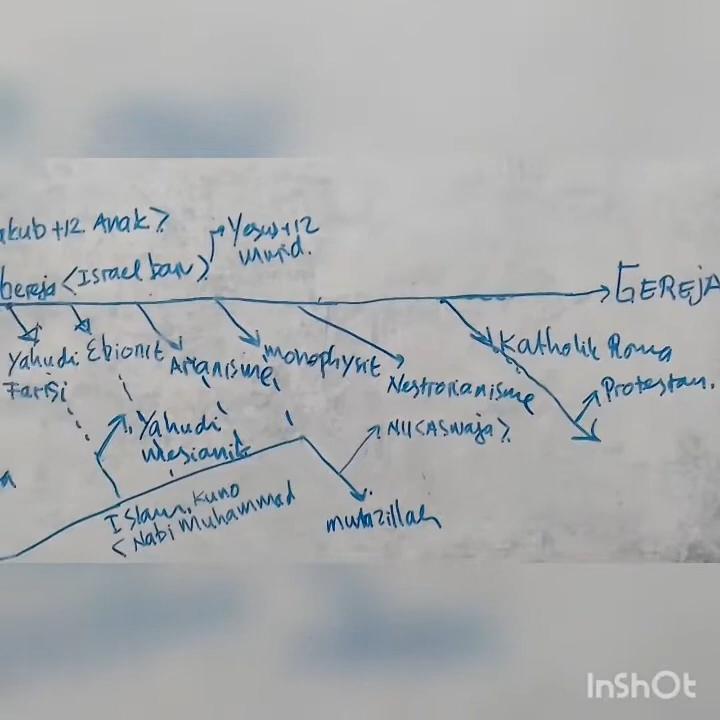 akub +12 Anak>
Yesus +12
Murid.
Gereja <Israel baru>
GEREJA
Yahudi
Farisi
Ebionit
Arianisme
monophysit
Nestorianisme
Katholik Roma
Protestan.
Yahudi
Mesianik
NU <ASWaja>
Islam, Kuno
<Nabi Muhammad
mutazillah
a
InShOt